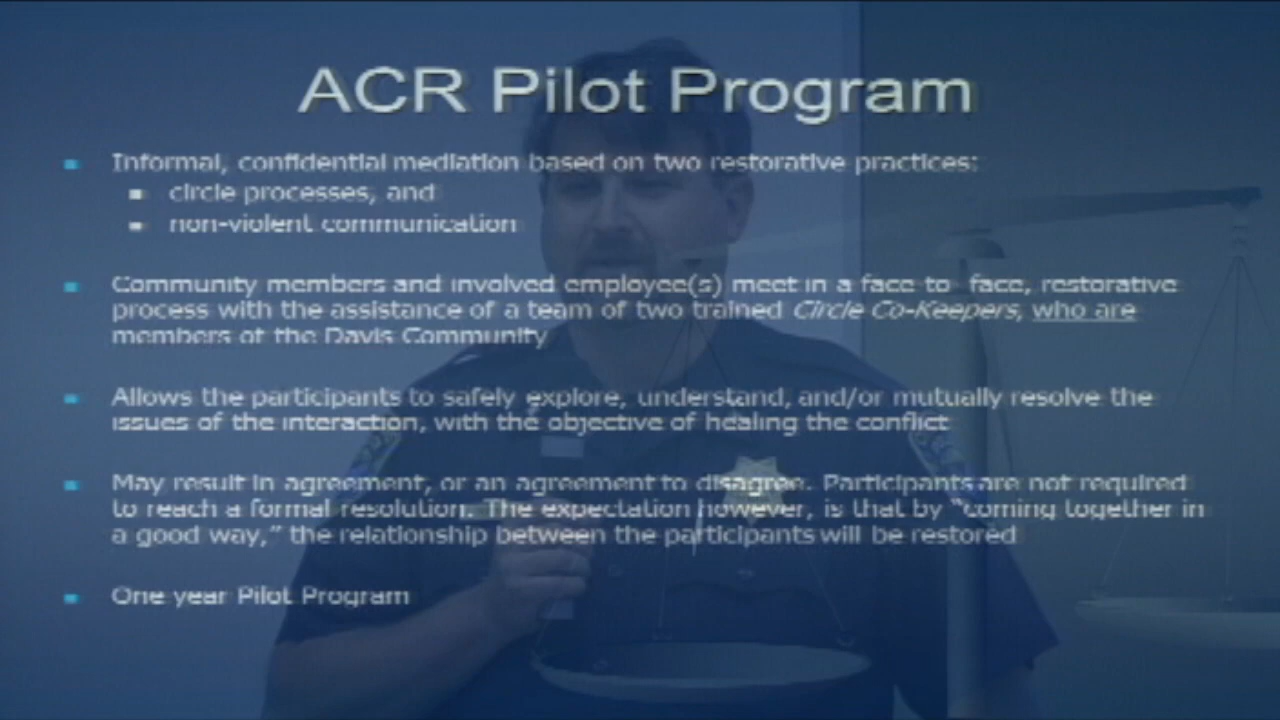 ACR Pilot Program
Informal, confidential mediation based on two restorative practices:
circle processes, and
non-violent communication
Community members and involved employee(s) meet in a face to face, restorative
process with the assistance of a team of two trained Circle Co-Keepers, who are
members of the Davis Community
Allows the participants to safely explore, understand, and/or mutually resolve the
issues of the interaction, with the objective of healing the conflict
May result in agreement, or an agreement to disagree. Participants are not required
to reach a formal resolution. The expectation however, is that by “coming together in
a good way,” the relationship between the participants will be restored
One year Pilot Program